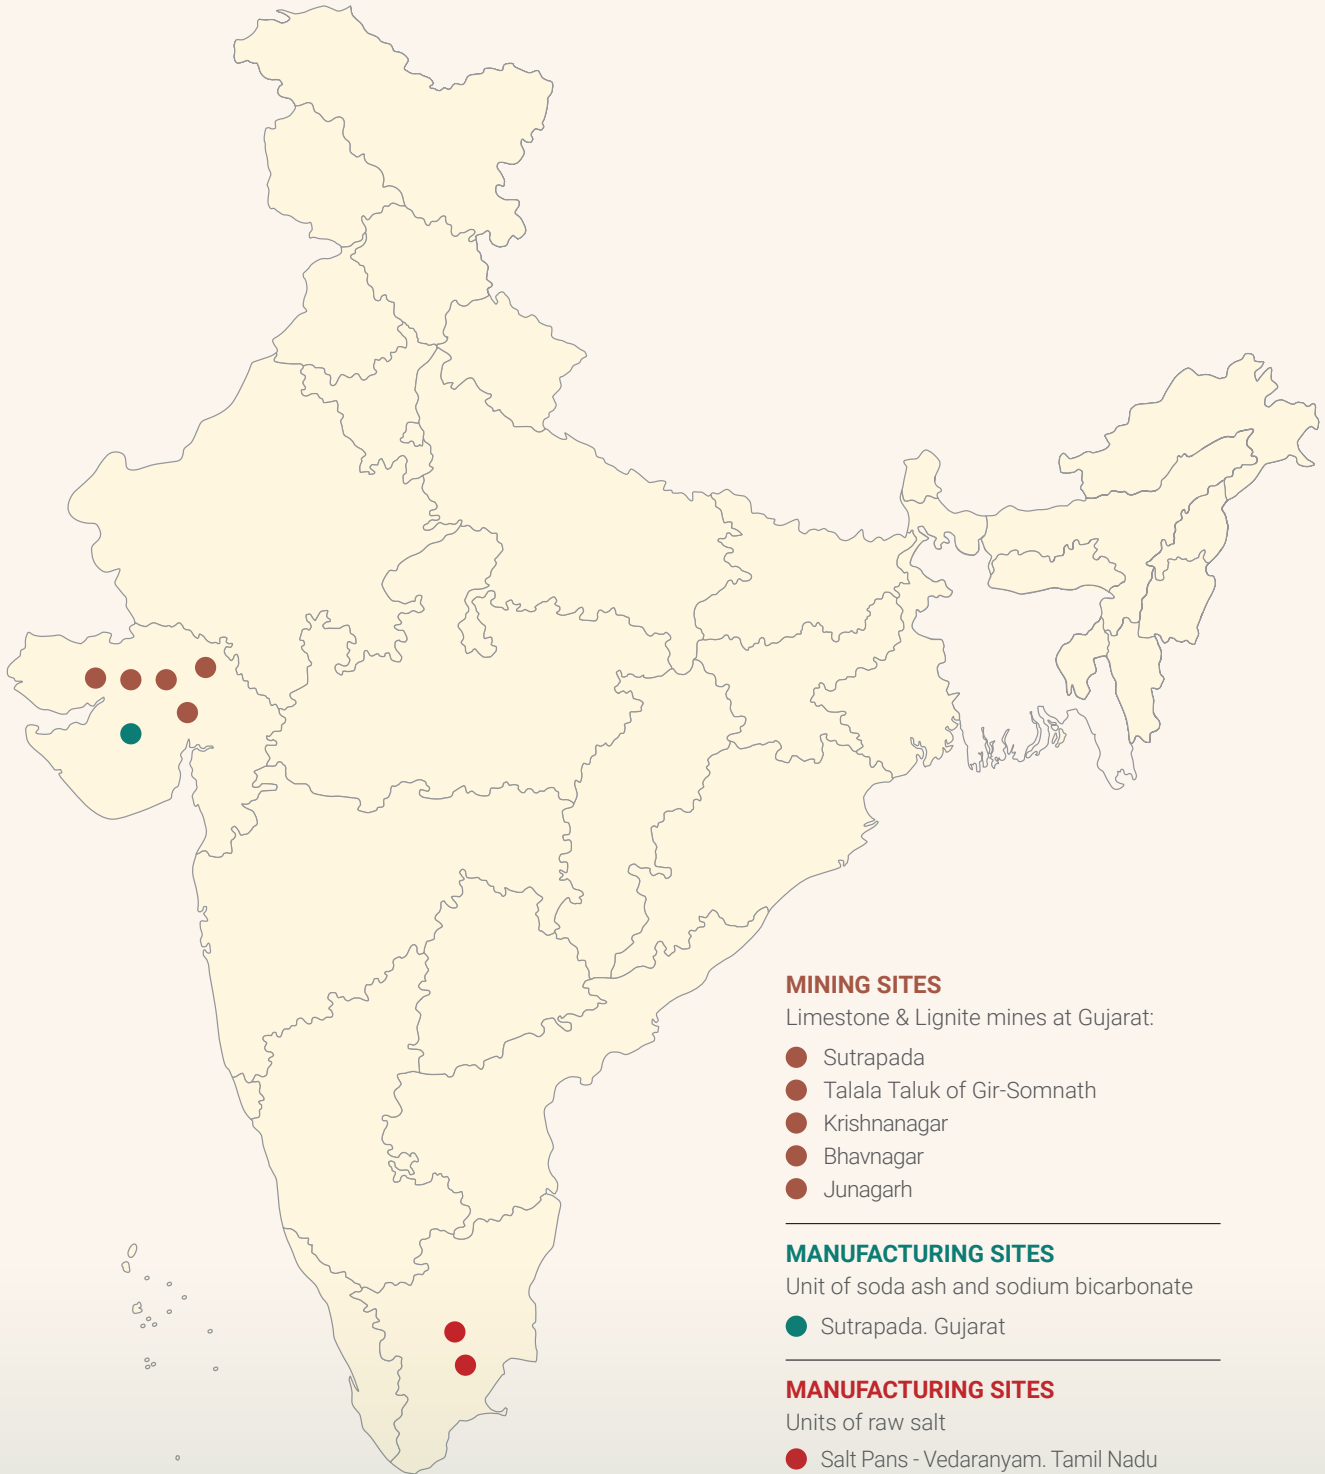 MINING SITES
Limestone & Lignite mines at Gujarat:
Sutrapada
Talala Taluk of Gir-Somnath
Krishnanagar
Bhavnagar
Junagarh
MANUFACTURING SITES
Unit of soda ash and sodium bicarbonate
Sutrapada. Gujarat
MANUFACTURING SITES
Units of raw salt
Salt Pans - Vedaranyam. Tamil Nadu